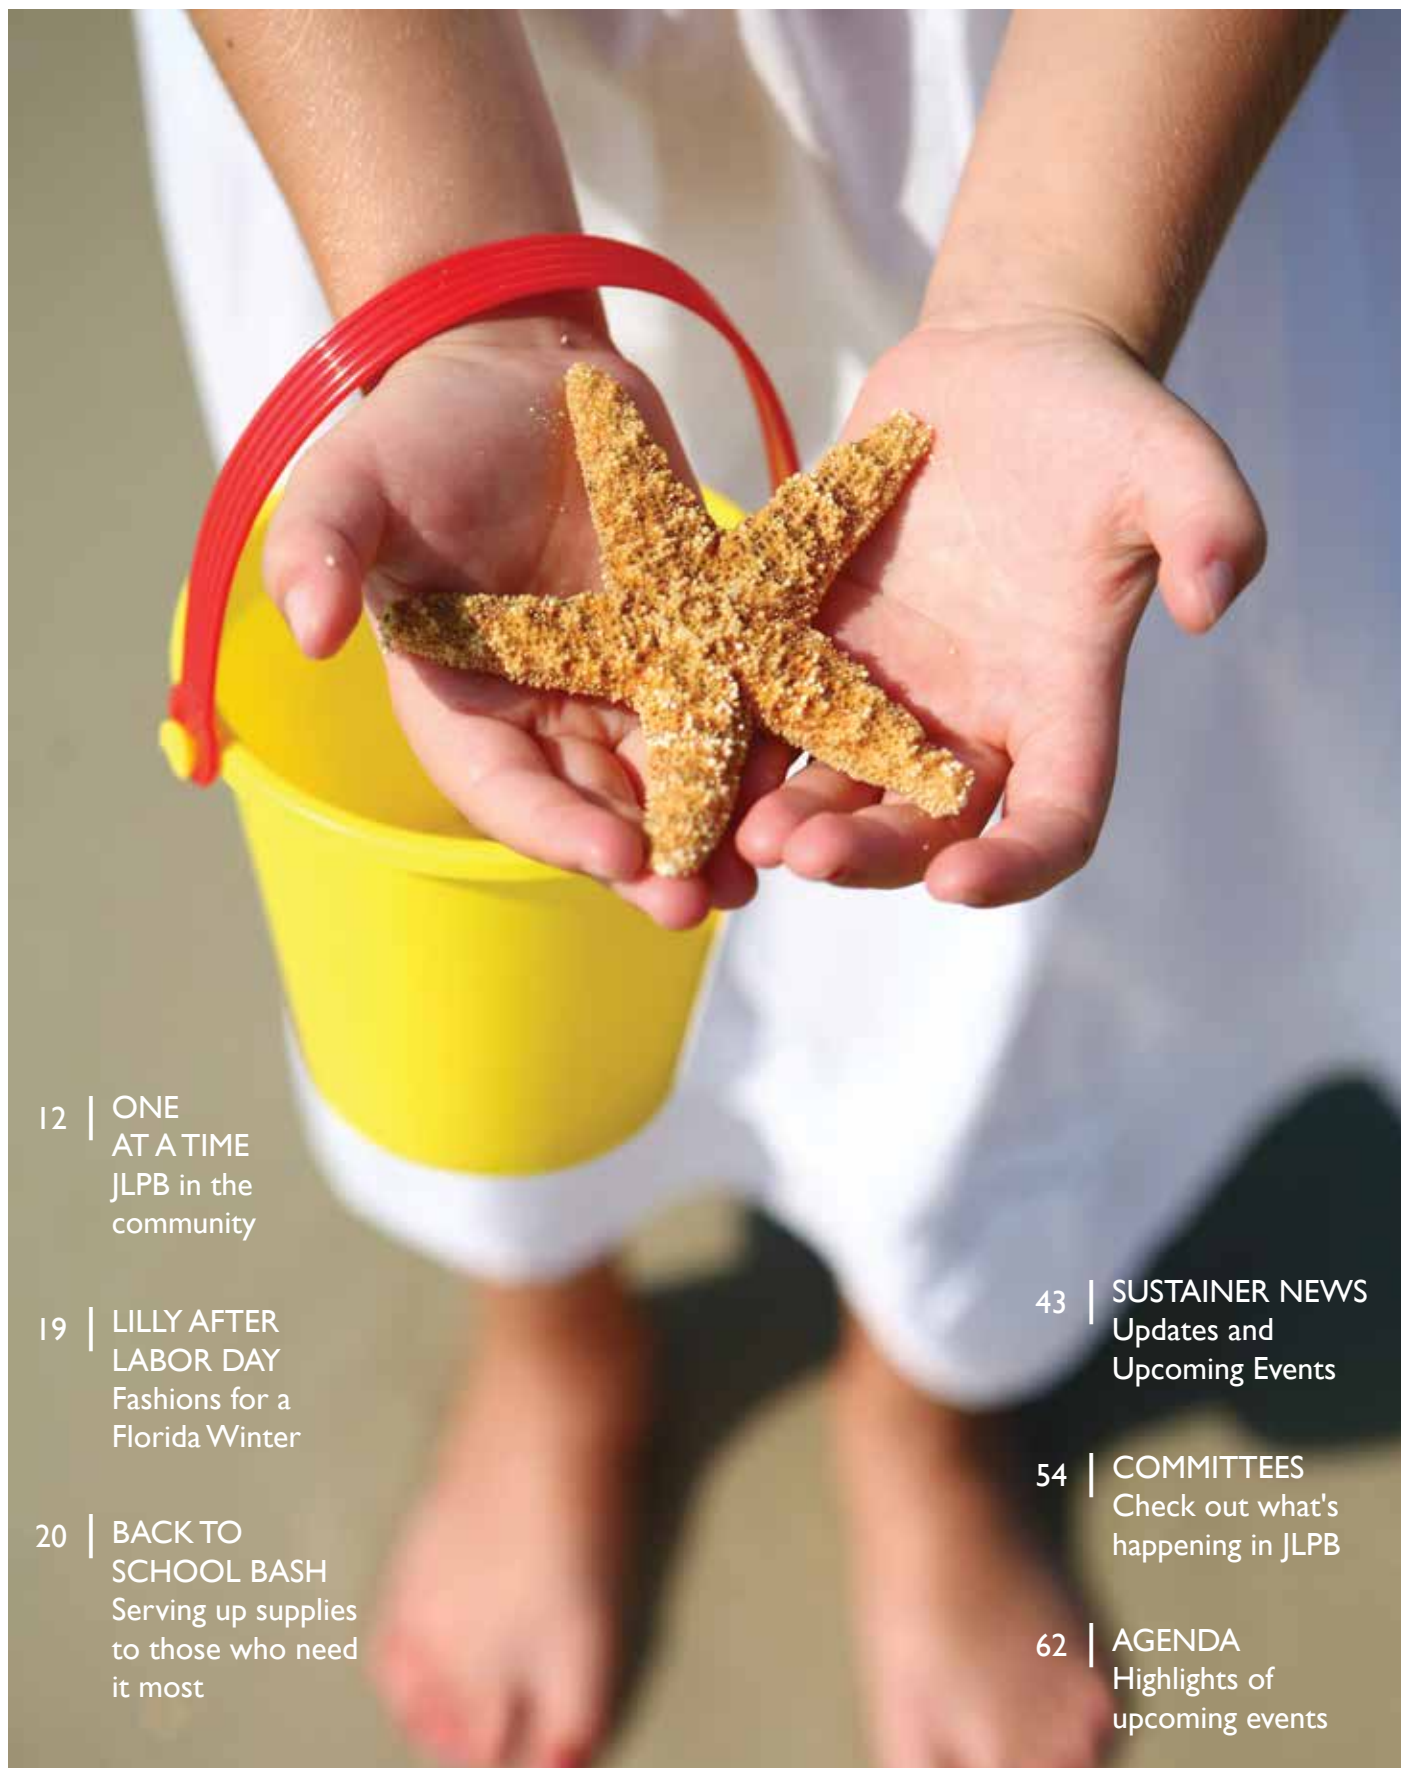 12
ONE
AT A TIME
JLPB in the
community
19
LILLY AFTER
LABOR DAY
Fashions for a
Florida Winter
20
BACK TO
SCHOOL BASH
Serving up supplies
to those who need
it most
43
SUSTAINER NEWS
Updates and
Upcoming Events
54
COMMITTEES
Check out what's
happening in JLPB
62
AGENDA
Highlights of
upcoming events